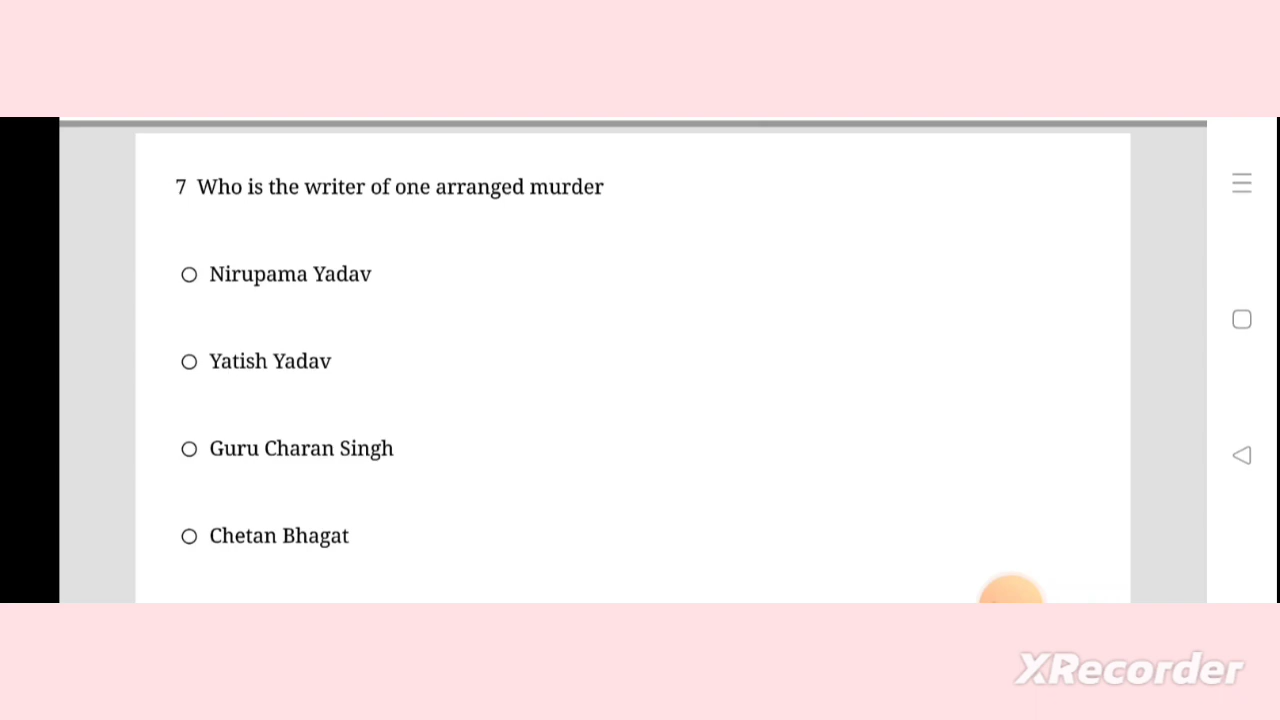 7 Who is the writer of one arranged murder
Nirupama Yadav
Yatish Yadav
Guru Charan Singh
Chetan Bhagat
XRecorder